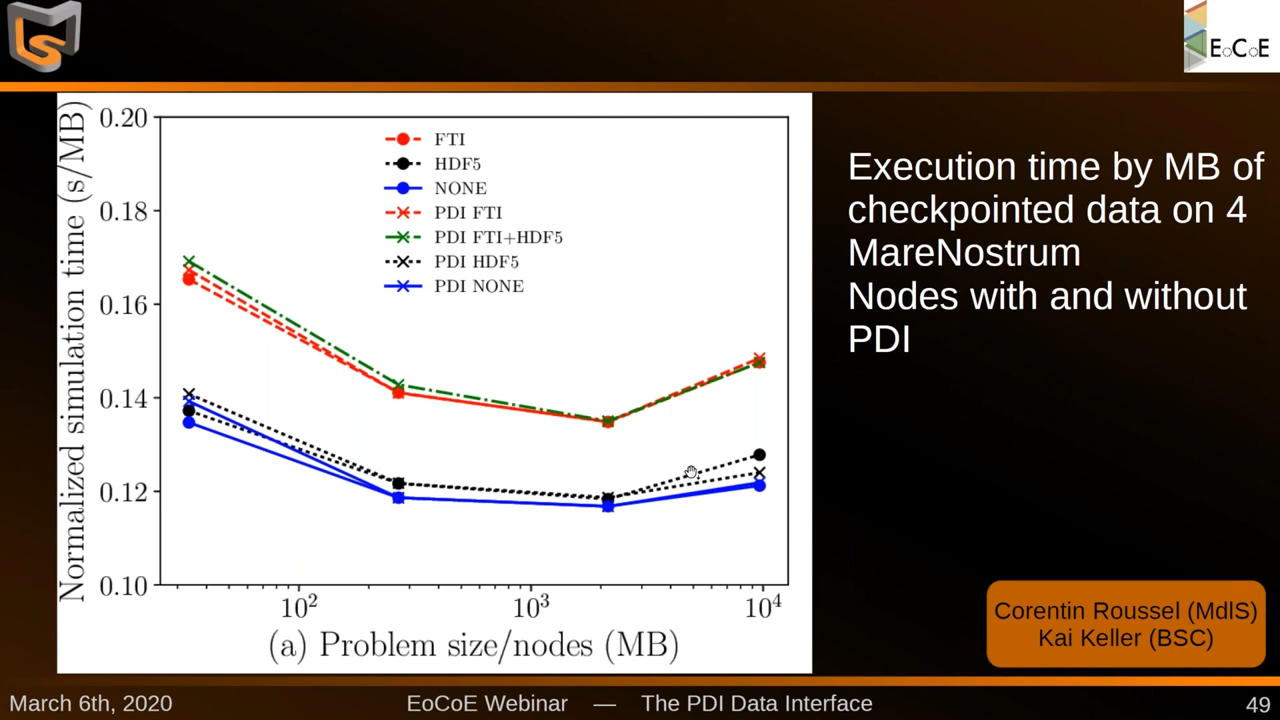 EoCoE
Normalized simulation time (s/MB)
0.20
0.18
0.16
0.14
0.12
0.10
FTI
HDF5
NONE
PDI FTI
PDI FTI+HDF5
PDI HDF5
PDI NONE
10²
10³
10⁴
(a) Problem size/nodes (MB)
Execution time by MB of
checkpointed data on 4
MareNostrum
Nodes with and without
PDI
Corentin Roussel (MdlS)
Kai Keller (BSC)
March 6th, 2020
EoCoE Webinar — The PDI Data Interface
49